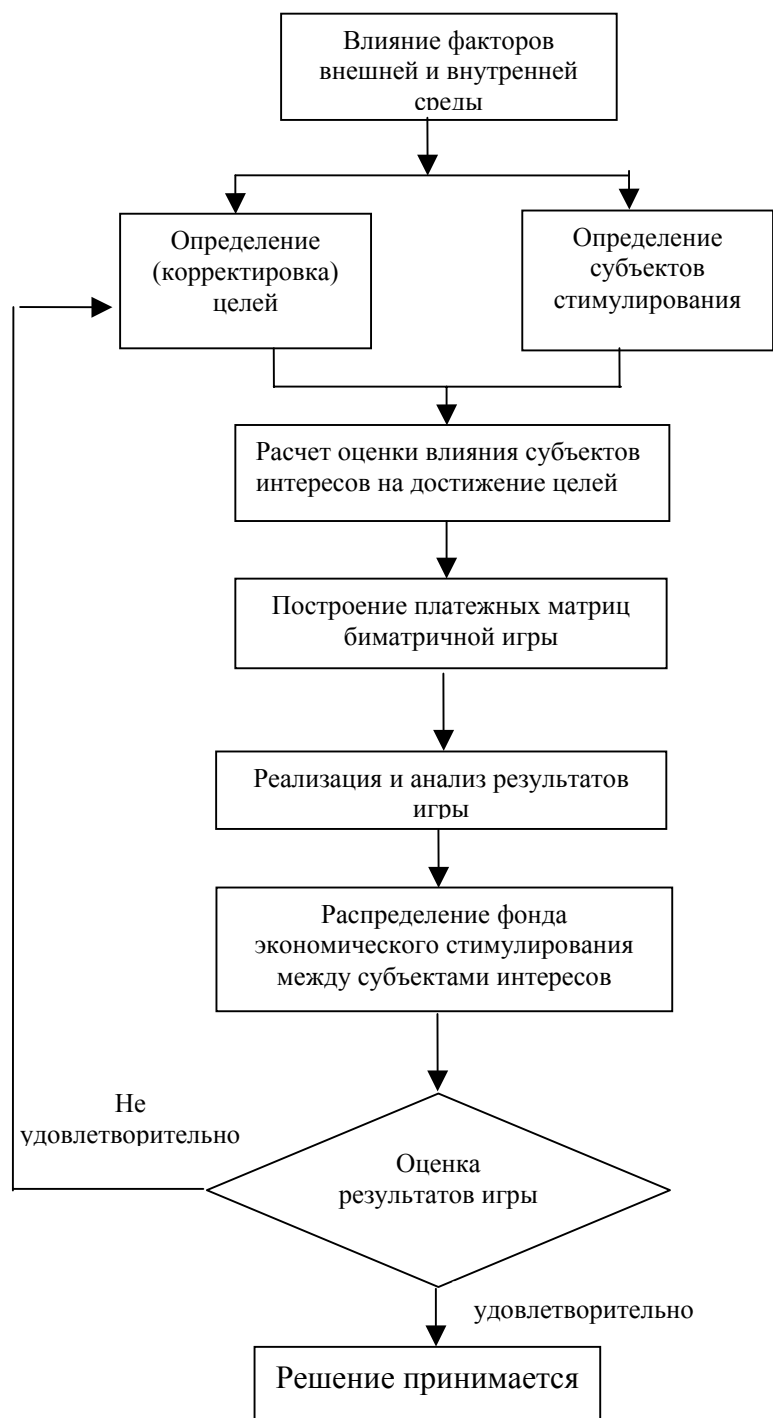 Влияние факторов
внешней и внутренней
среды
Определение
(корректировка)
целей
Определение
субъектов
стимулирования
Расчет оценки влияния субъектов
интересов на достижение целей
Построение платежных матриц
биматричной игры
Реализация и анализ результатов
игры
Распределение фонда
экономического стимулирования
между субъектами интересов
Не
удовлетворительно
Оценка
результатов игры
удовлетворительно
Решение принимается